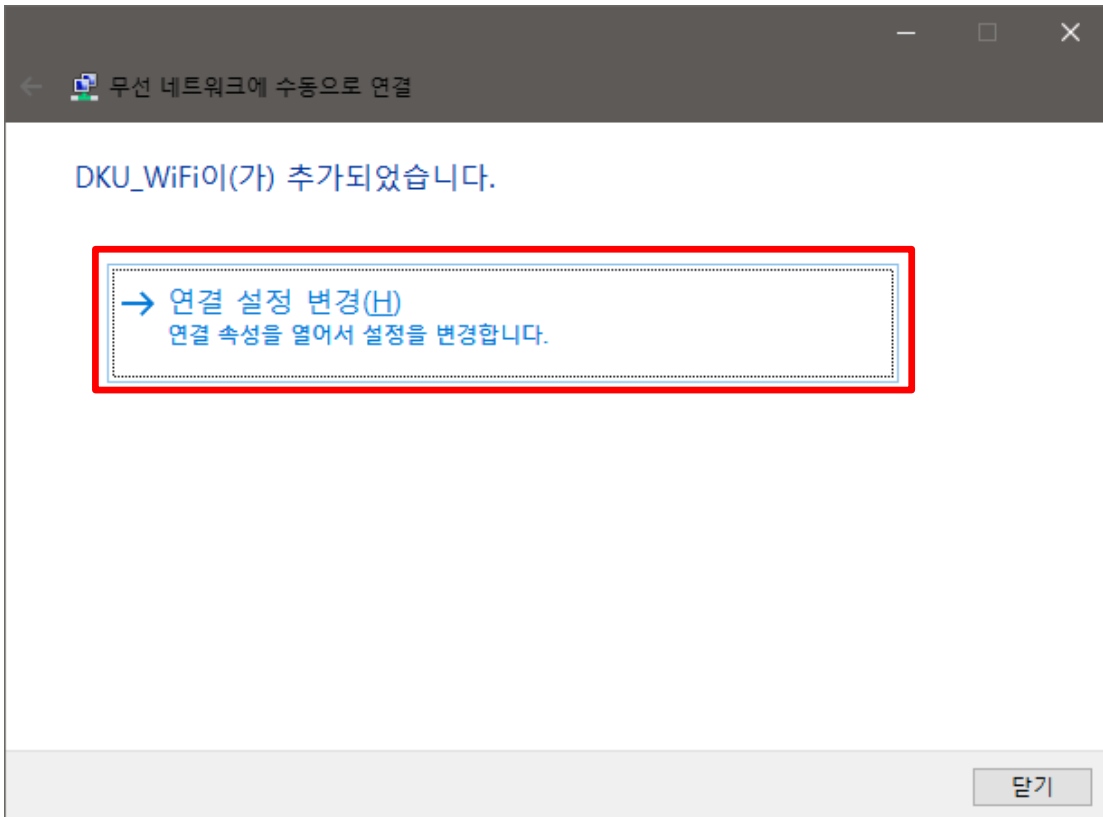 무선 네트워크에 수동으로 연결
DKU_WiFi이(가) 추가되었습니다.
연결 설정 변경(H)
연결 속성을 열어서 설정을 변경합니다.
닫기